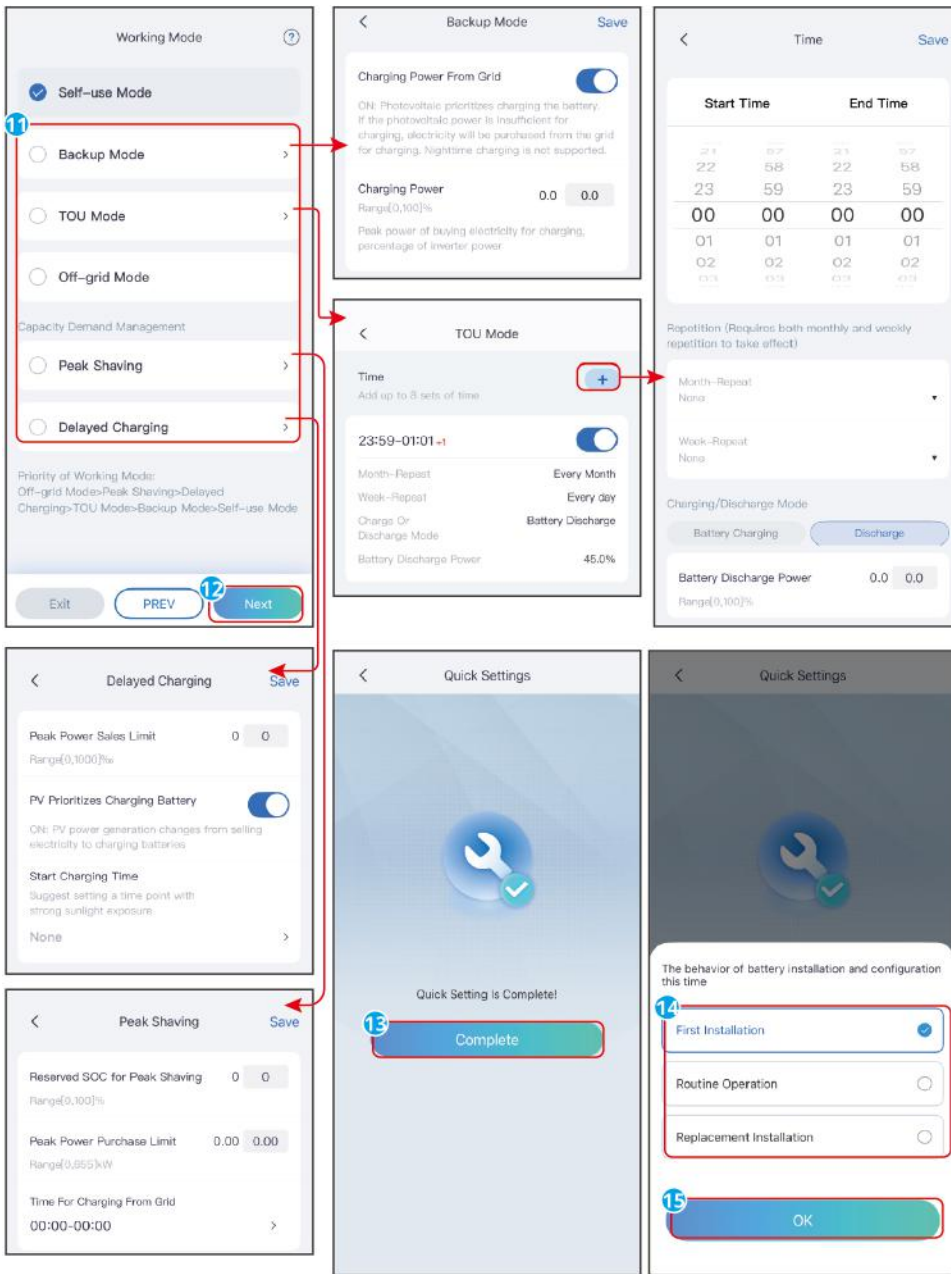 Working Mode
?
Self-use Mode
11
Backup Mode
TOU Mode
Off-grid Mode
Capacity Demand Management
Peak Shaving
Delayed Charging
Priority of Working Mode:
Off-grid Mode>Peak Shaving>Delayed
Charging>TOU Mode>Backup Mode>Self-use Mode
12
Exit
PREV
Next
Backup Mode
Save
Charging Power From Grid
ON: Photovoltaic prioritizes charging the battery.
If the photovoltaic power is insufficient for
charging, electricity will be purchased from the grid
for charging. Nighttime charging is not supported.
Charging Power 0.0 0.0
Range[0,100]%
Peak power of buying electricity for charging,
percentage of inverter power
TOU Mode
Time
+
Add up to 8 sets of time
23:59-01:01 +1
Month-Repeat Every Month
Week-Repeat Every day
Charge Or Battery Discharge
Discharge Mode
Battery Discharge Power 45.0%
Time
Save
Start Time End Time
21 57 21 57
22 58 22 58
23 59 23 59
00 00 00 00
01 01 01 01
02 02 02 02
03 03 03 03
Repetition (Requires both monthly and weekly
repetition to take effect)
Month-Repeat
None
Week-Repeat
None
Charging/Discharge Mode
Battery Charging Discharge
Battery Discharge Power 0.0 0.0
Range[0,100]%
Delayed Charging
Save
Peak Power Sales Limit 0 0
Range[0,1000]‰
PV Prioritizes Charging Battery
ON: PV power generation changes from selling
electricity to charging batteries
Start Charging Time
Suggest setting a time point with
strong sunlight exposure
None
Peak Shaving
Save
Reserved SOC for Peak Shaving 0 0
Range[0,100]%
Peak Power Purchase Limit 0.00 0.00
Range[0,655]kW
Time For Charging From Grid
00:00-00:00
Quick Settings
Quick Setting Is Complete!
13
Complete
Quick Settings
The behavior of battery installation and configuration
this time
14
First Installation
Routine Operation
Replacement Installation
15
OK